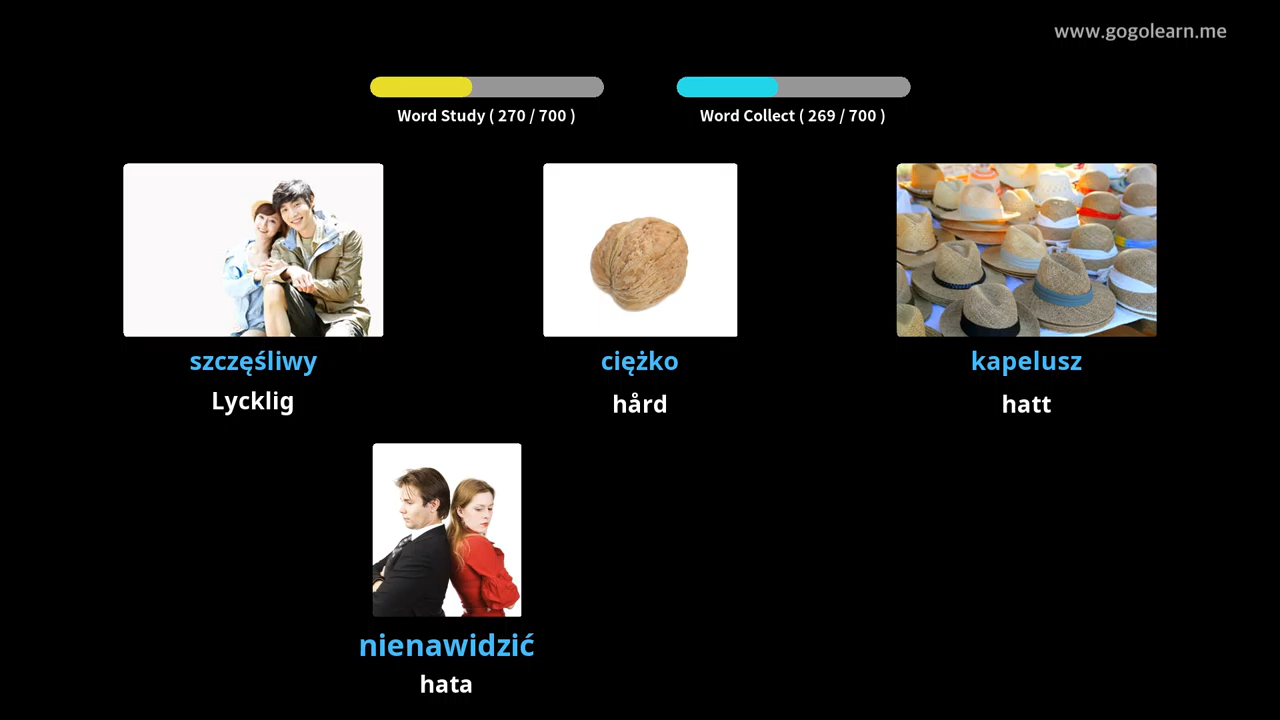 www.gogolearn.me
Word Study ( 270 / 700 )
Word Collect ( 269 / 700 )
szczęśliwy
Lycklig
ciężko
hård
kapelusz
hatt
nienawidzić
hata